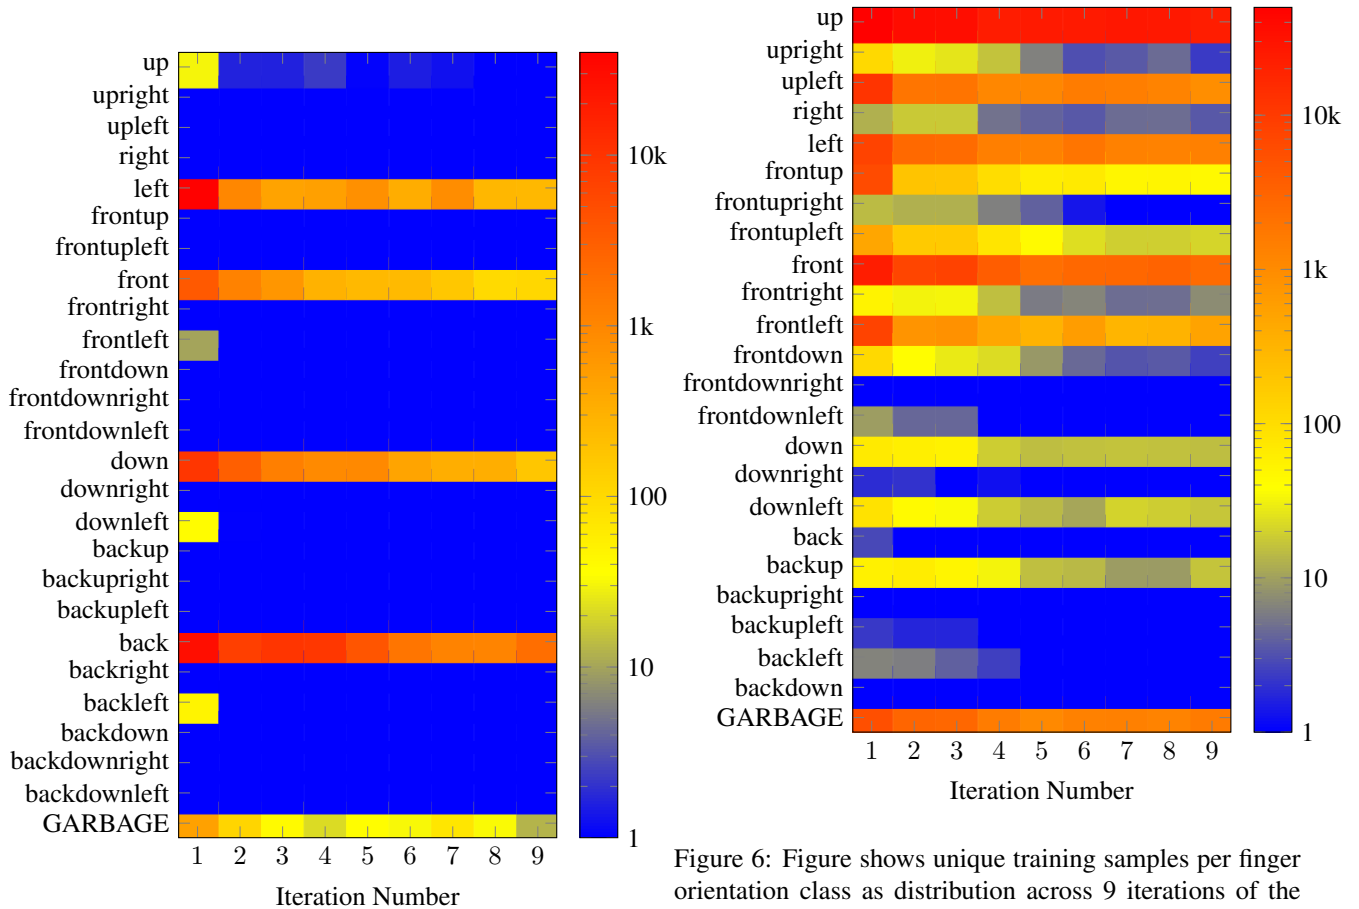 up
upright
upleft
right
left
frontup
frontupleft
front
frontright
frontleft
frontdown
frontdownright
frontdownleft
down
downright
downleft
backup
backupright
backupleft
back
backright
backleft
backdown
backdownright
backdownleft
GARBAGE
1 2 3 4 5 6 7 8 9
Iteration Number
10k
1k
100
10
1
up
upright
upleft
right
left
frontup
frontupright
frontupleft
front
frontright
frontleft
frontdown
frontdownright
frontdownleft
down
downright
downleft
back
backup
backupright
backupleft
backleft
backdown
GARBAGE
1 2 3 4 5 6 7 8 9
Iteration Number
10k
1k
100
10
1
Figure 6: Figure shows unique training samples per finger
orientation class as distribution across 9 iterations of the